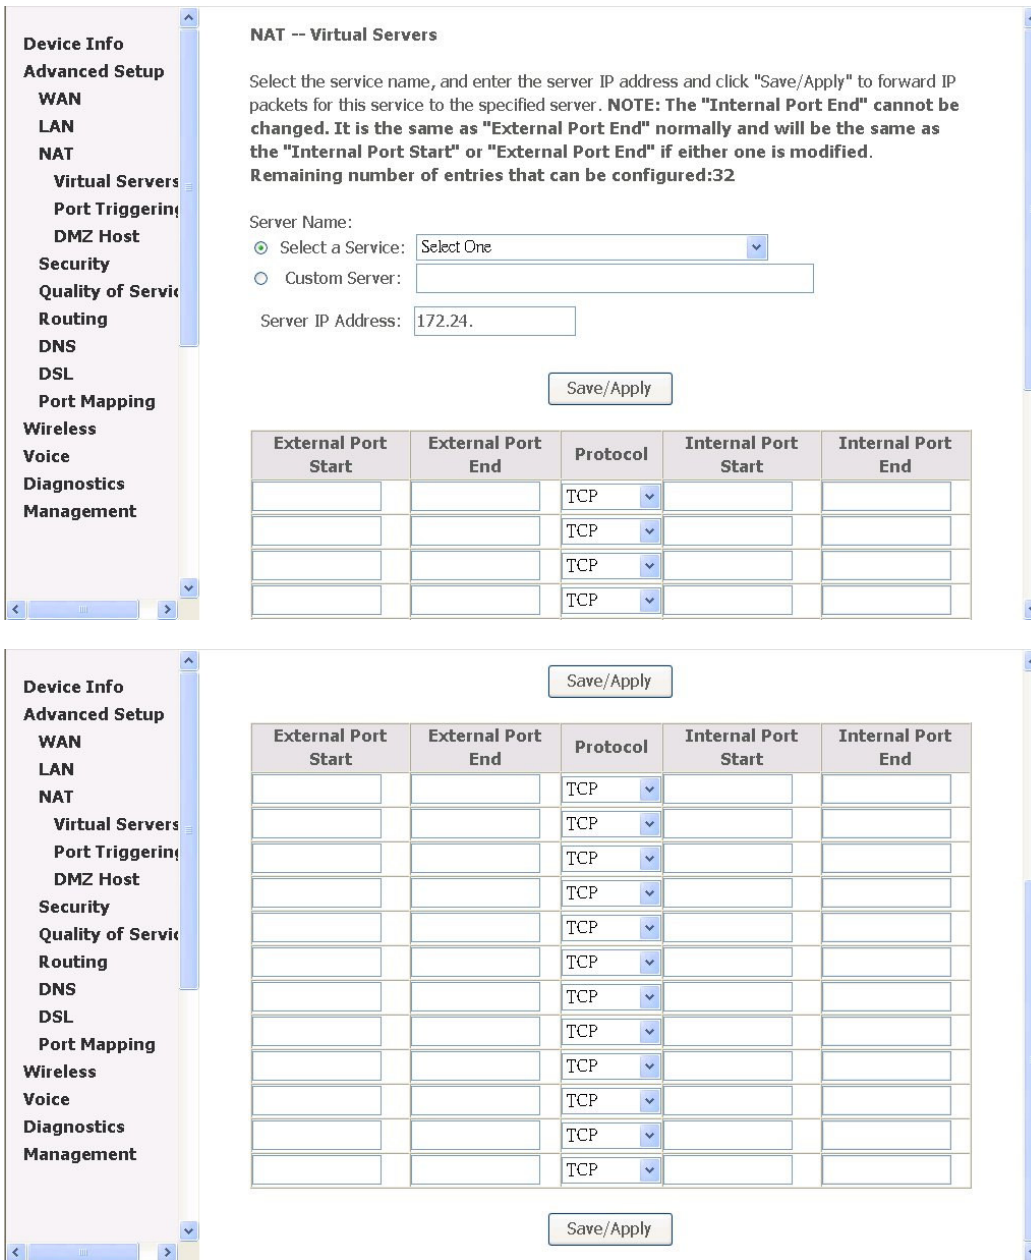 Device Info
Advanced Setup
WAN
LAN
NAT
Virtual Servers
Port Triggering
DMZ Host
Security
Quality of Servic
Routing
DNS
DSL
Port Mapping
Wireless
Voice
Diagnostics
Management
NAT -- Virtual Servers
Select the service name, and enter the server IP address and click "Save/Apply" to forward IP
packets for this service to the specified server. NOTE: The "Internal Port End" cannot be
changed. It is the same as "External Port End" normally and will be the same as
the "Internal Port Start" or "External Port End" if either one is modified.
Remaining number of entries that can be configured:32
Server Name:
Select a Service: Select One
Custom Server:
Server IP Address: 172.24.
Save/Apply
External Port Start External Port End Protocol Internal Port Start Internal Port End
TCP
TCP
TCP
TCP
Device Info
Advanced Setup
WAN
LAN
NAT
Virtual Servers
Port Triggering
DMZ Host
Security
Quality of Servic
Routing
DNS
DSL
Port Mapping
Wireless
Voice
Diagnostics
Management
Save/Apply
External Port Start External Port End Protocol Internal Port Start Internal Port End
TCP
TCP
TCP
TCP
TCP
TCP
TCP
TCP
TCP
TCP
TCP
TCP
Save/Apply